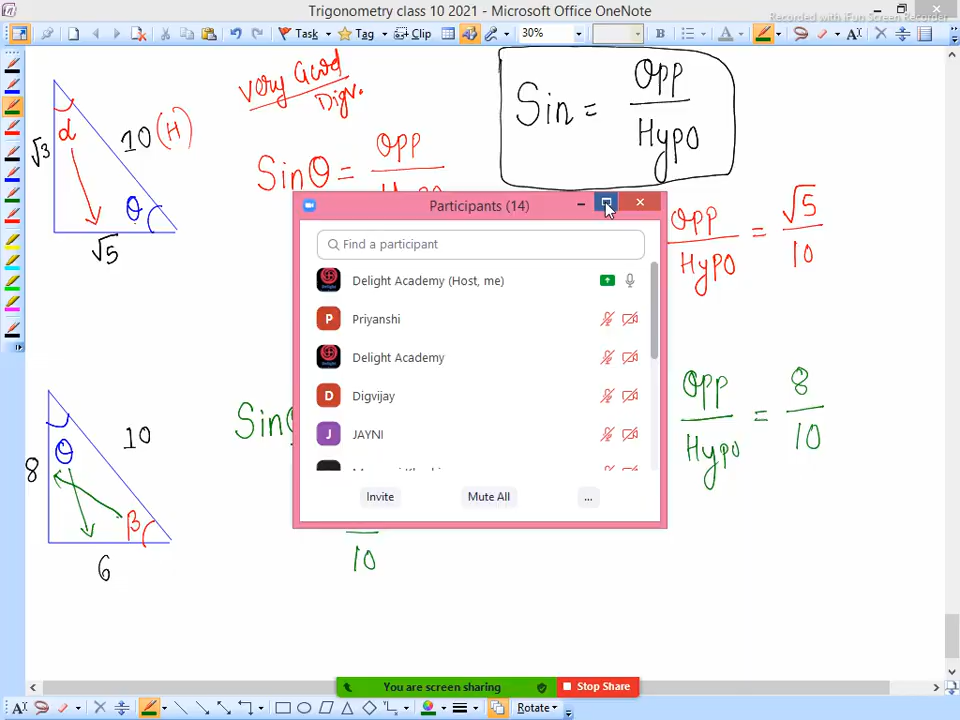 Trigonometry class 10 2021 - Microsoft Office OneNote
Recorded with iFun Screen Recorder
Task
Tag
Clip
30%
B
A
Very Good
Digv.
Sin = Opp
Hypo
α
10 (H)
√3
θ
√5
Sinθ = Opp
Participants (14)
Find a participant
Delight Academy (Host, me)
P Priyanshi
Delight Academy
D Digvijay
J JAYNI
Invite
Mute All
...
Opp = √5
Hypo 10
θ
10
8
β
6
Sin
10
Opp = 8
Hypo 10
You are screen sharing
Stop Share
Rotate